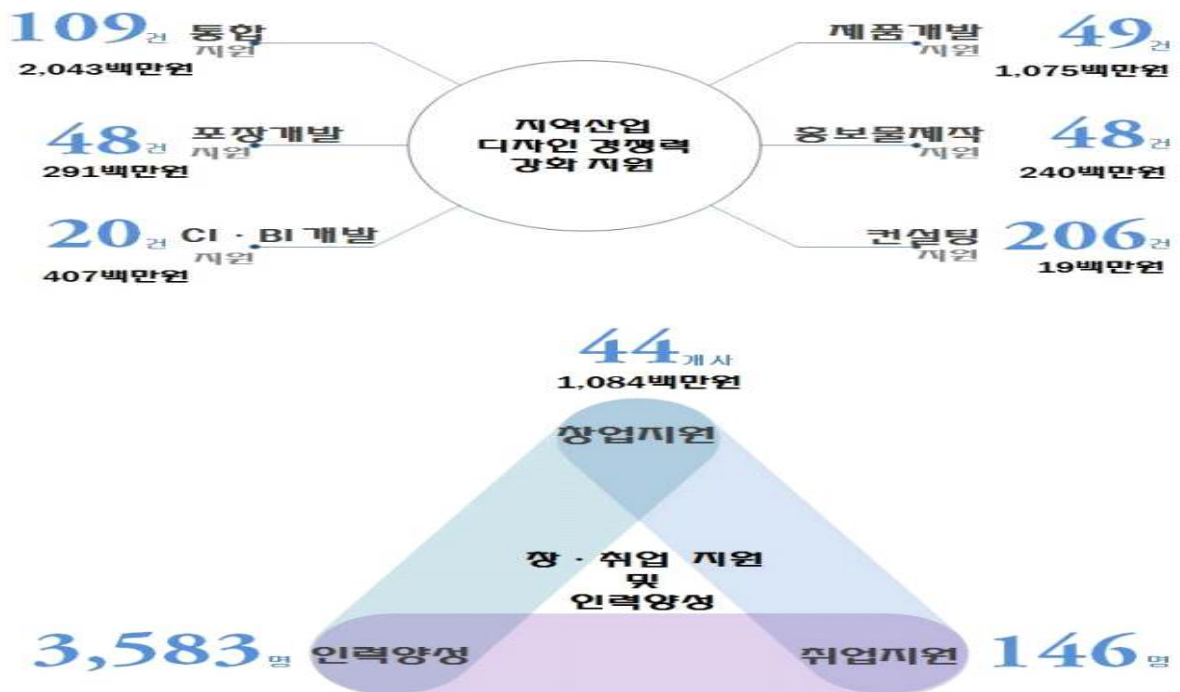 109건 통합
지원
2,043백만원
48건 포장개발
지원
291백만원
20건 CI · BI 개발
지원
407백만원
지역산업
디자인 경쟁력
강화 지원
제품개발 49건
지원
1,075백만원
홍보물제작 48건
지원
240백만원
컨설팅 206건
지원
19백만원
44개사
1,084백만원
창업지원
창 · 취업 지원
및
인력양성
3,583명 인력양성
취업지원 146명